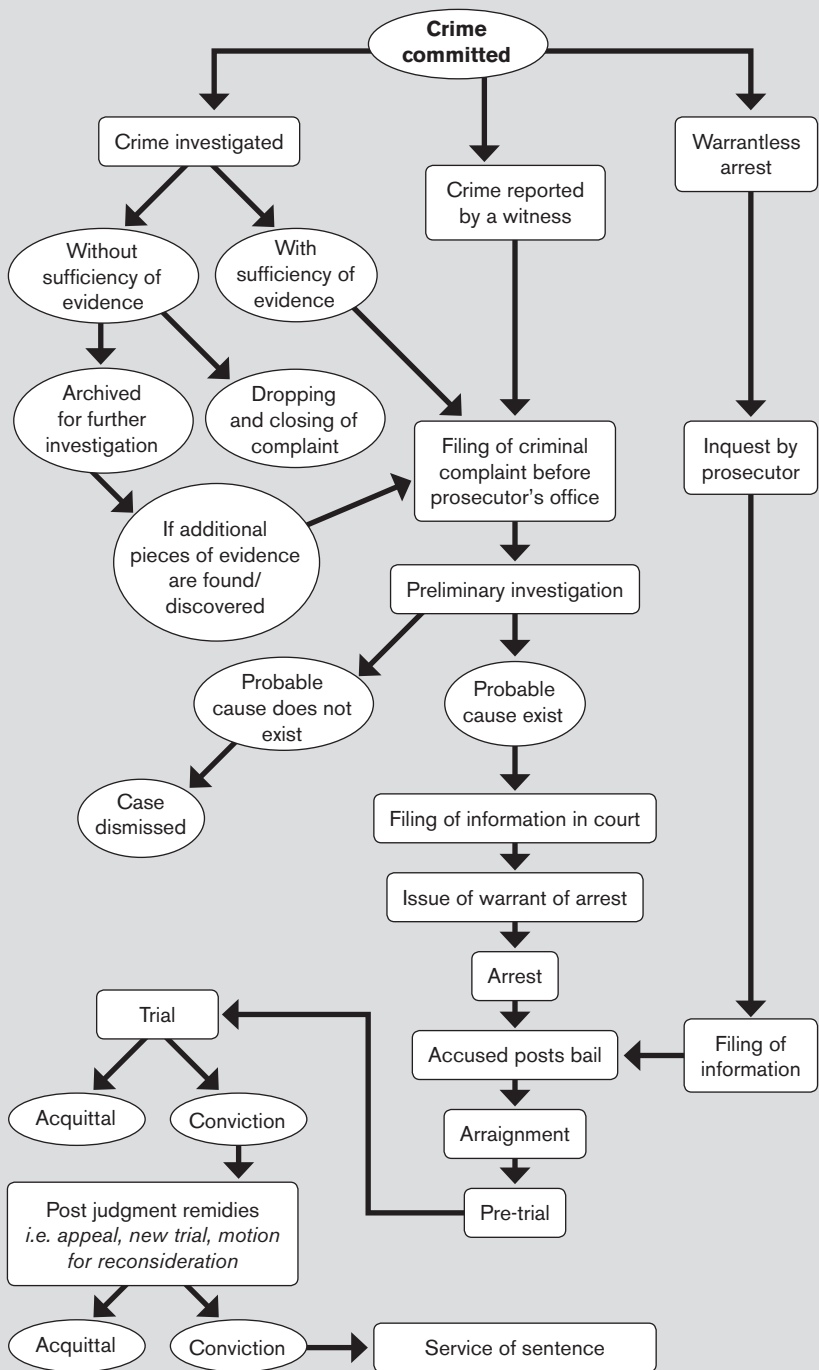 Crime
committed
Crime investigated
Crime reported
by a witness
Warrantless
arrest
Without
sufficiency of
evidence
With
sufficiency of
evidence
Archived
for further
investigation
Dropping
and closing of
complaint
Filing of criminal
complaint before
prosecutor's office
Inquest by
prosecutor
If additional
pieces of evidence
are found/
discovered
Preliminary investigation
Probable
cause does not
exist
Probable
cause exist
Case
dismissed
Filing of information in court
Issue of warrant of arrest
Arrest
Trial
Accused posts bail
Filing of
information
Acquittal
Conviction
Arraignment
Pre-trial
Post judgment remidies
i.e. appeal, new trial, motion
for reconsideration
Acquittal
Conviction
Service of sentence